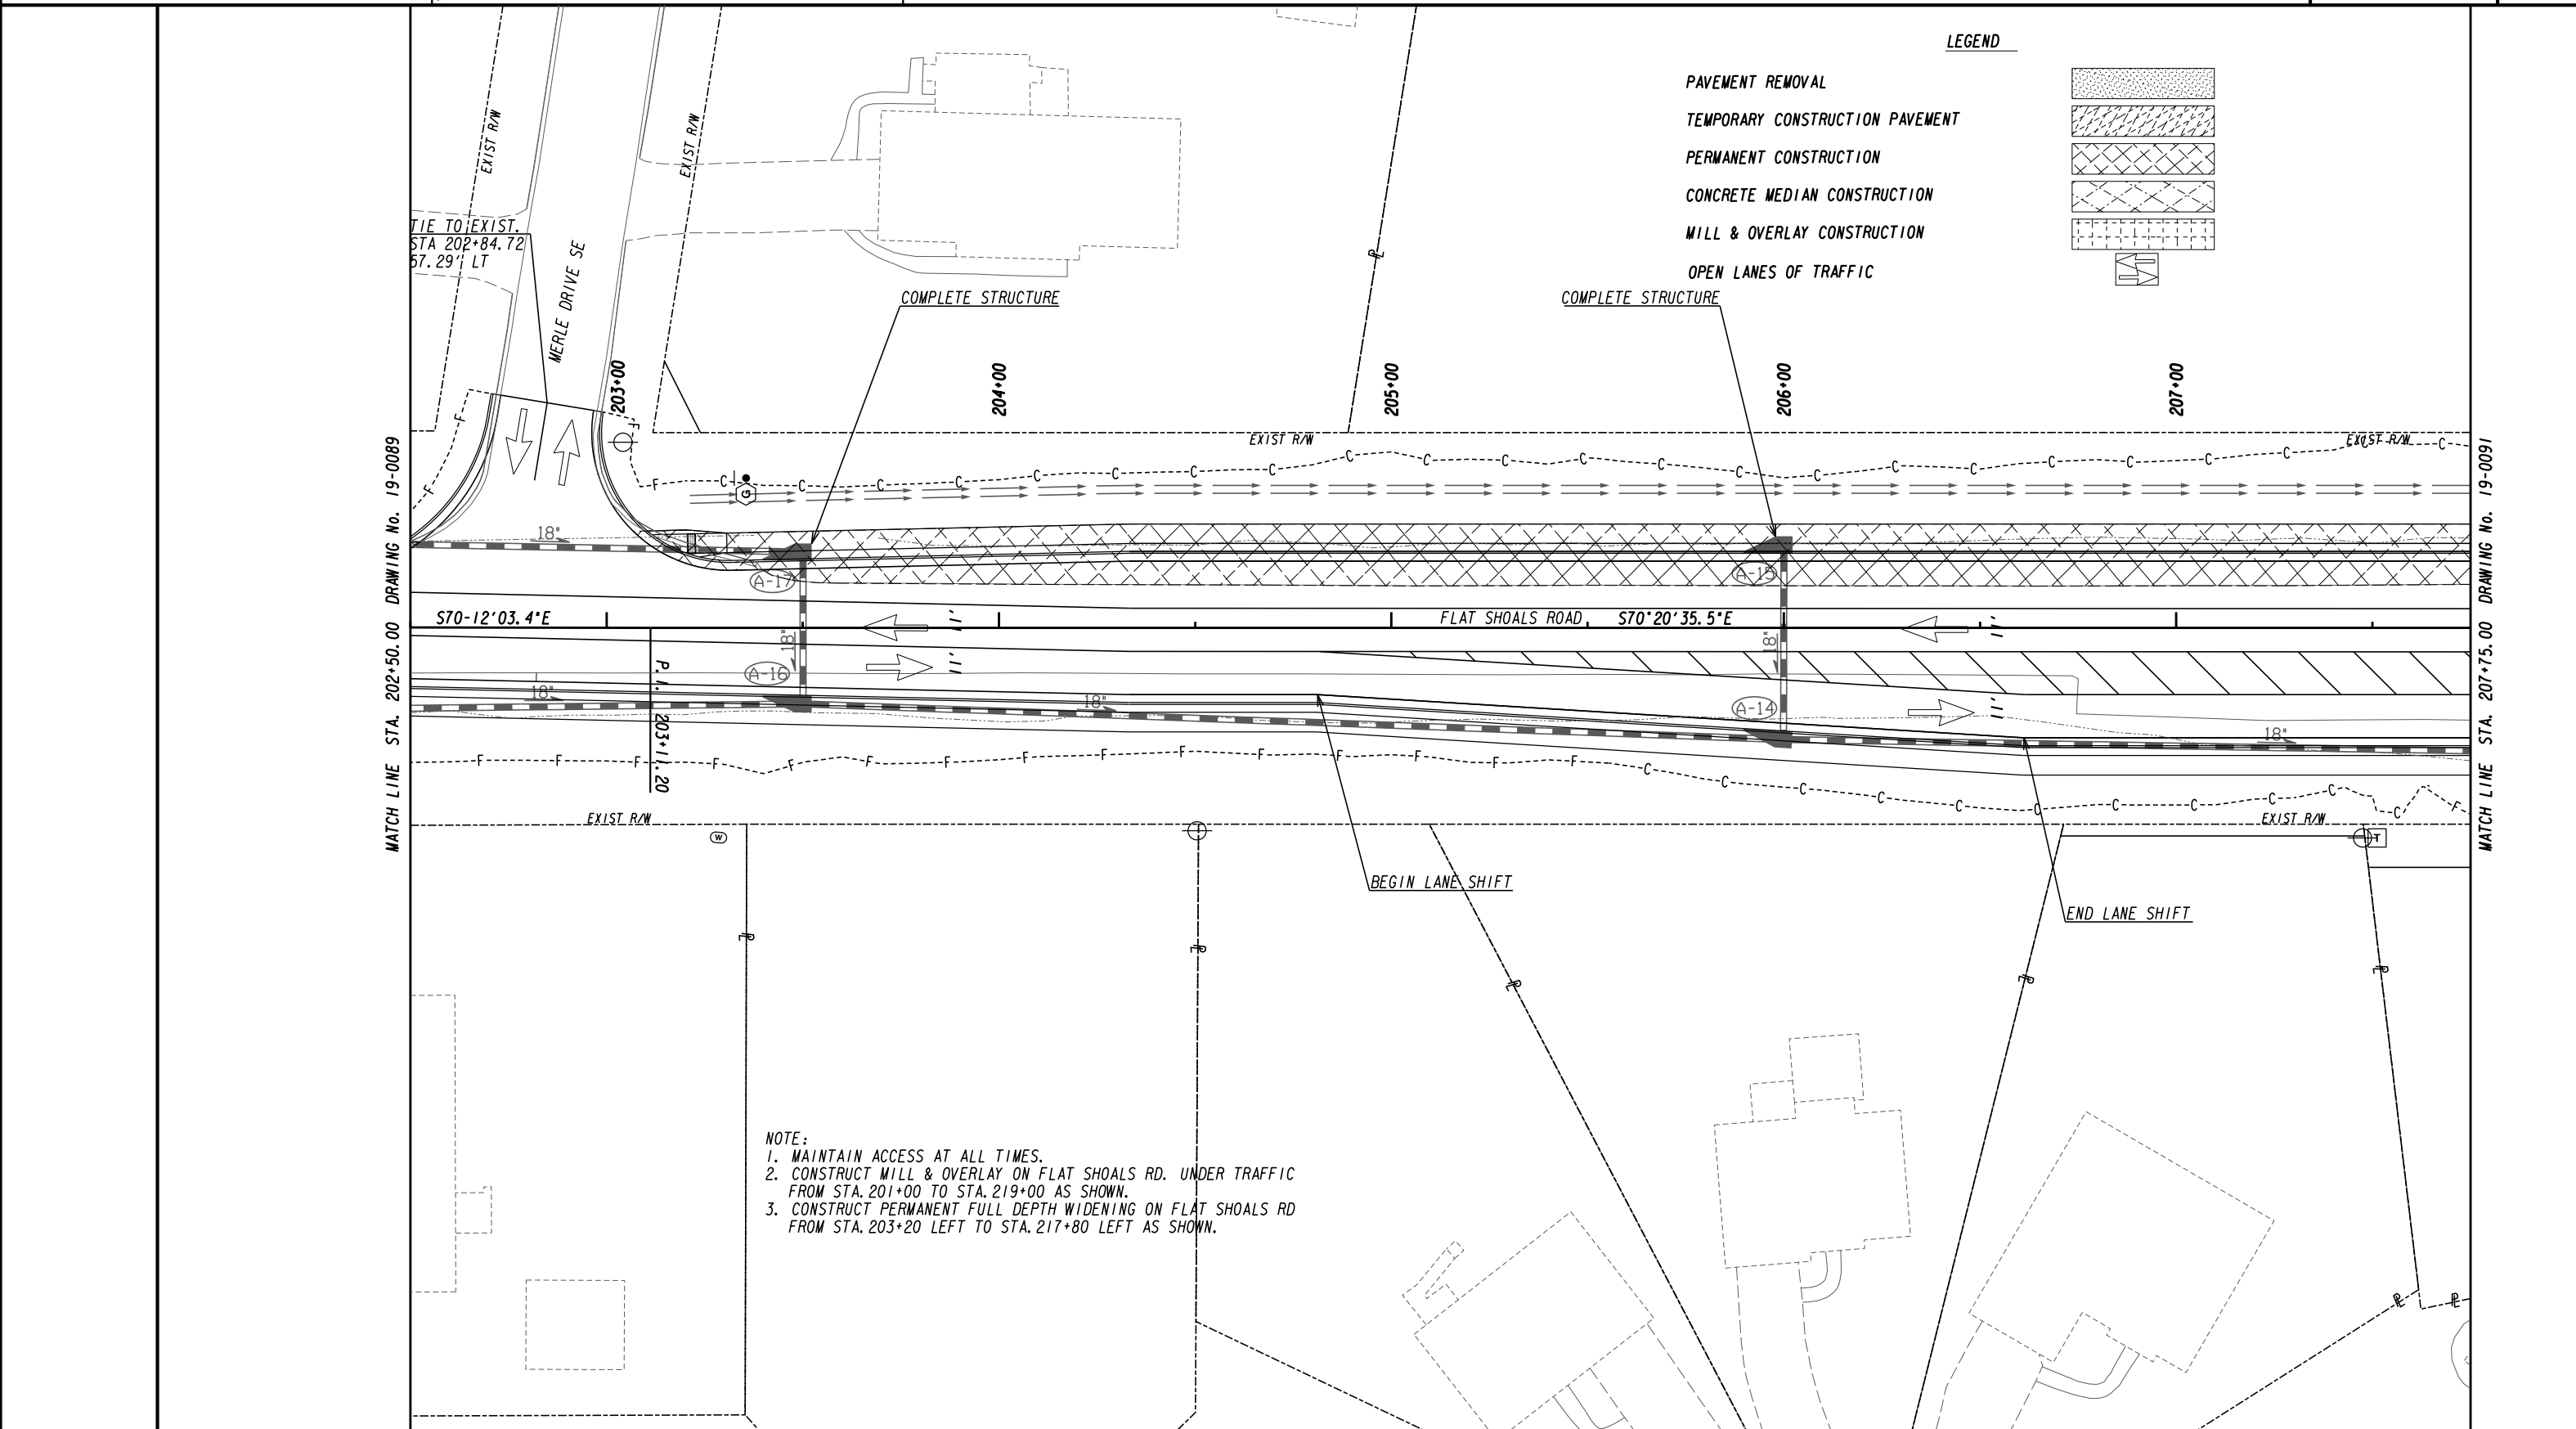 LEGEND
PAVEMENT REMOVAL
TEMPORARY CONSTRUCTION PAVEMENT
PERMANENT CONSTRUCTION
CONCRETE MEDIAN CONSTRUCTION
MILL & OVERLAY CONSTRUCTION
OPEN LANES OF TRAFFIC
EXIST R/W
EXIST R/W
TIE TO EXIST.
STA 202+84.72
57.29' LT
MERLE DRIVE SE
PL
COMPLETE STRUCTURE
COMPLETE STRUCTURE
203+00
204+00
205+00
206+00
207+00
EXIST R/W
EXIST R/W
F F F F C C C C C C C C C C C C C C C C C C C C C C C
G
MATCH LINE STA. 202+50.00 DRAWING No. 19-0089
MATCH LINE STA. 207+75.00 DRAWING No. 19-0091
18"
A-17
A-15
S70-12'03.4"E
FLAT SHOALS ROAD
S70°20'35.5"E
11'
11'
18"
18"
P.I. 203+11.20
11'
11'
A-16
A-14
18"
18"
18"
F F F F F F F F F F F F F F F C C C C C C C C C C C F
EXIST R/W
EXIST R/W
W
T
BEGIN LANE SHIFT
END LANE SHIFT
PL
PL
PL
PL
PL
NOTE:
1. MAINTAIN ACCESS AT ALL TIMES.
2. CONSTRUCT MILL & OVERLAY ON FLAT SHOALS RD. UNDER TRAFFIC
FROM STA.201+00 TO STA.219+00 AS SHOWN.
3. CONSTRUCT PERMANENT FULL DEPTH WIDENING ON FLAT SHOALS RD
FROM STA.203+20 LEFT TO STA.217+80 LEFT AS SHOWN.
PL
PL